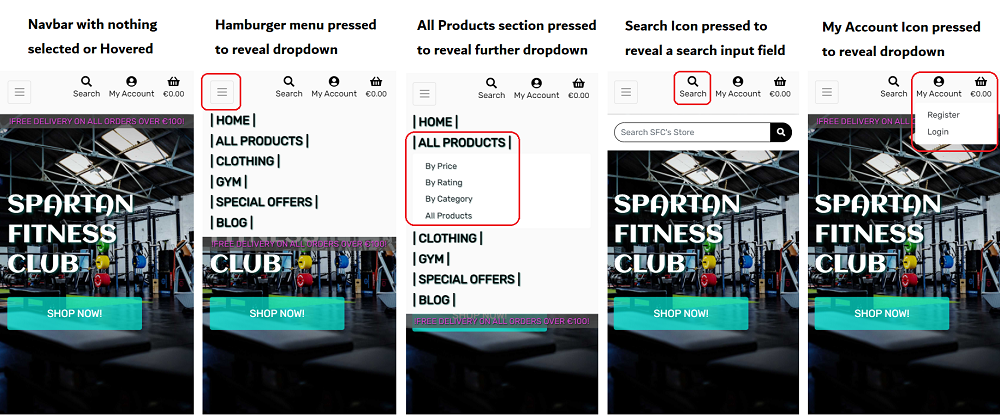 Navbar with nothing
selected or Hovered
Search
My Account
€0.00
!FREE DELIVERY ON ALL ORDERS OVER €100!
SPARTAN
FITNESS
CLUB
SHOP NOW!
Hamburger menu pressed
to reveal dropdown
Search
My Account
€0.00
| HOME |
| ALL PRODUCTS |
| CLOTHING |
| GYM |
| SPECIAL OFFERS |
| BLOG |
!FREE DELIVERY ON ALL ORDERS OVER €100!
CLUB
SHOP NOW!
All Products section pressed
to reveal further dropdown
Search
My Account
€0.00
| HOME |
| ALL PRODUCTS |
By Price
By Rating
By Category
All Products
| CLOTHING |
| GYM |
| SPECIAL OFFERS |
| BLOG |
!FREE DELIVERY ON ALL ORDERS OVER €100!
Search Icon pressed to
reveal a search input field
Search
My Account
€0.00
Search SFC's Store
SPARTAN
FITNESS
CLUB
SHOP NOW!
My Account Icon pressed
to reveal dropdown
Search
My Account
€0.00
Register
Login
!FREE DELIVERY ON ALL O
SPARTAN
FITNESS
CLUB
SHOP NOW!